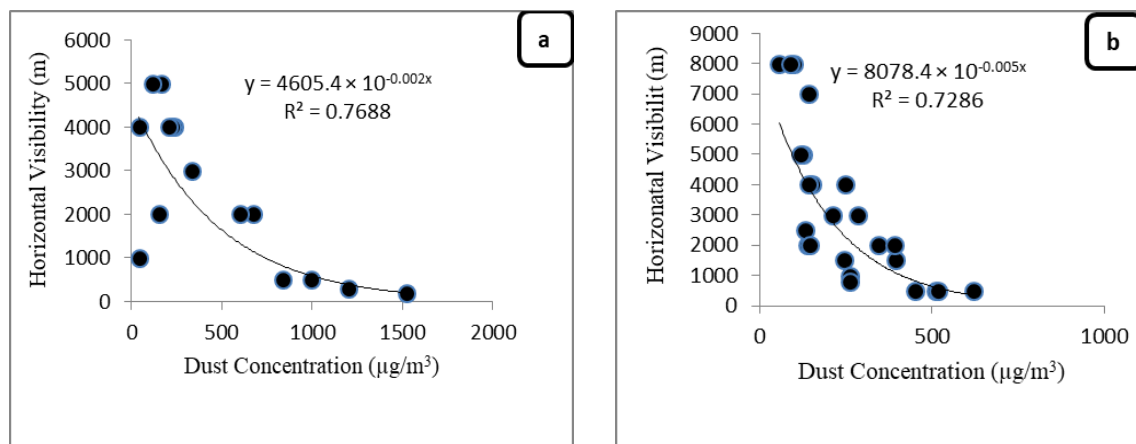 a
y = 4605.4 × 10-0.002x
R² = 0.7688
Horizontal Visibility (m)
6000
5000
4000
3000
2000
1000
0
0 500 1000 1500 2000
Dust Concentration (µg/m³)
b
y = 8078.4 × 10-0.005x
R² = 0.7286
Horizonatal Visibilit (m)
9000
8000
7000
6000
5000
4000
3000
2000
1000
0
0 500 1000
Dust Concentration (µg/m³)